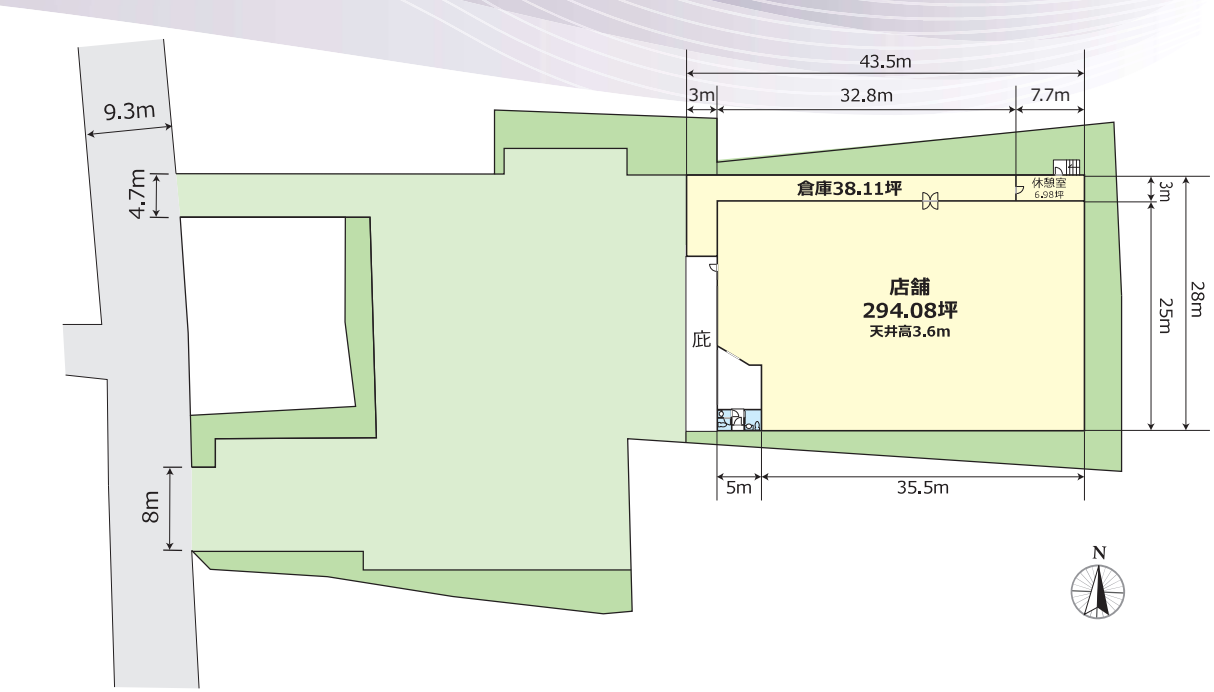 43.5m
3m
32.8m
7.7m
9.3m
4.7m
倉庫38.11坪
休憩室
6.98坪
3m
店舗
294.08坪
天井高3.6m
25m
28m
庇
8m
5m
35.5m
N